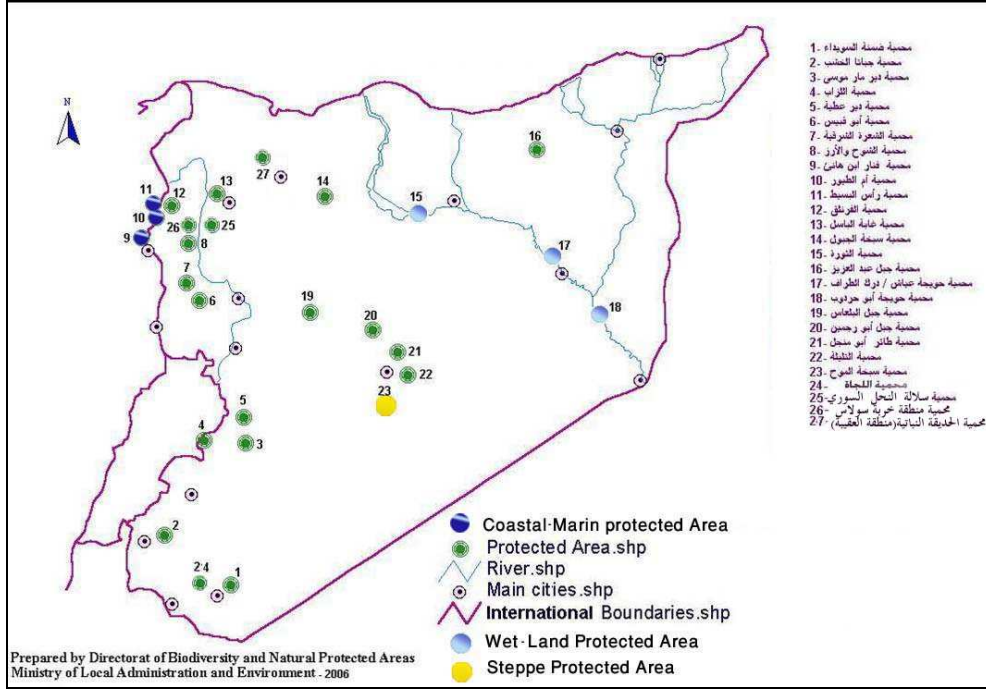 N
1- محمية ضمنة السويداء
2- محمية جباتا الخشب
3- محمية دير مار موسى
4- محمية اللزاب
5- محمية دير عطية
6- محمية أبو قبيس
7- محمية الشعرة الشرقية
8- محمية الشوح والأرز
9- محمية فنار ابن هانئ
10- محمية أم الطيور
11- محمية رأس البسيط
12- محمية الفرنلق
13- محمية غابة الباسل
14- محمية سبخة الجبول
15- محمية الثورة
16- محمية جبل عبد العزيز
17- محمية حويجة عياش / درك الطراف
18- محمية حويجة أبو حردوب
19- محمية جبل البلعاس
20- محمية جبل أبو رجمين
21- محمية طائر أبو منجل
22- محمية التليلة
23- محمية سبخة الموح
24- محمية اللجاة
25- محمية سلالة النحل السوري
26- محمية منطقة خربة سولاس
27- محمية الحديقة النباتية (منطقة العقيبة)
16
27
13
14
11
12
15
10
26
25
9
8
17
7
6
19
18
20
21
22
23
5
4
3
2
24
1
Coastal-Marin protected Area
Protected Area.shp
River.shp
Main cities.shp
International Boundaries.shp
Wet-Land Protected Area
Steppe Protected Area
Prepared by Directorat of Biodiversity and Natural Protected Areas
Ministry of Local Administration and Environment - 2006